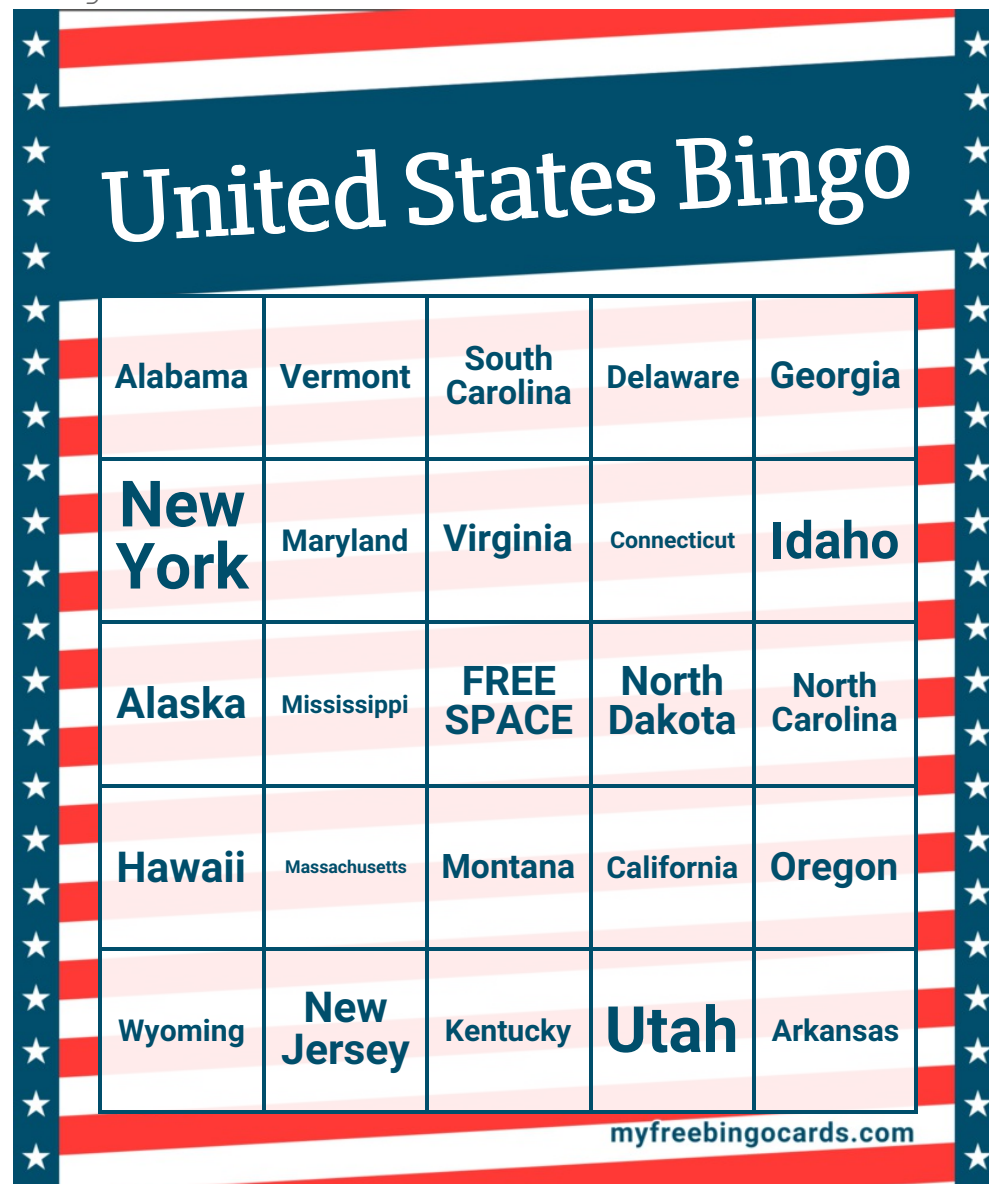 United States Bingo
Alabama
Vermont
South
Carolina
Delaware
Georgia
New
York
Maryland
Virginia
Connecticut
Idaho
Alaska
Mississippi
FREE
SPACE
North
Dakota
North
Carolina
Hawaii
Massachusetts
Montana
California
Oregon
Wyoming
New
Jersey
Kentucky
Utah
Arkansas
myfreebingocards.com